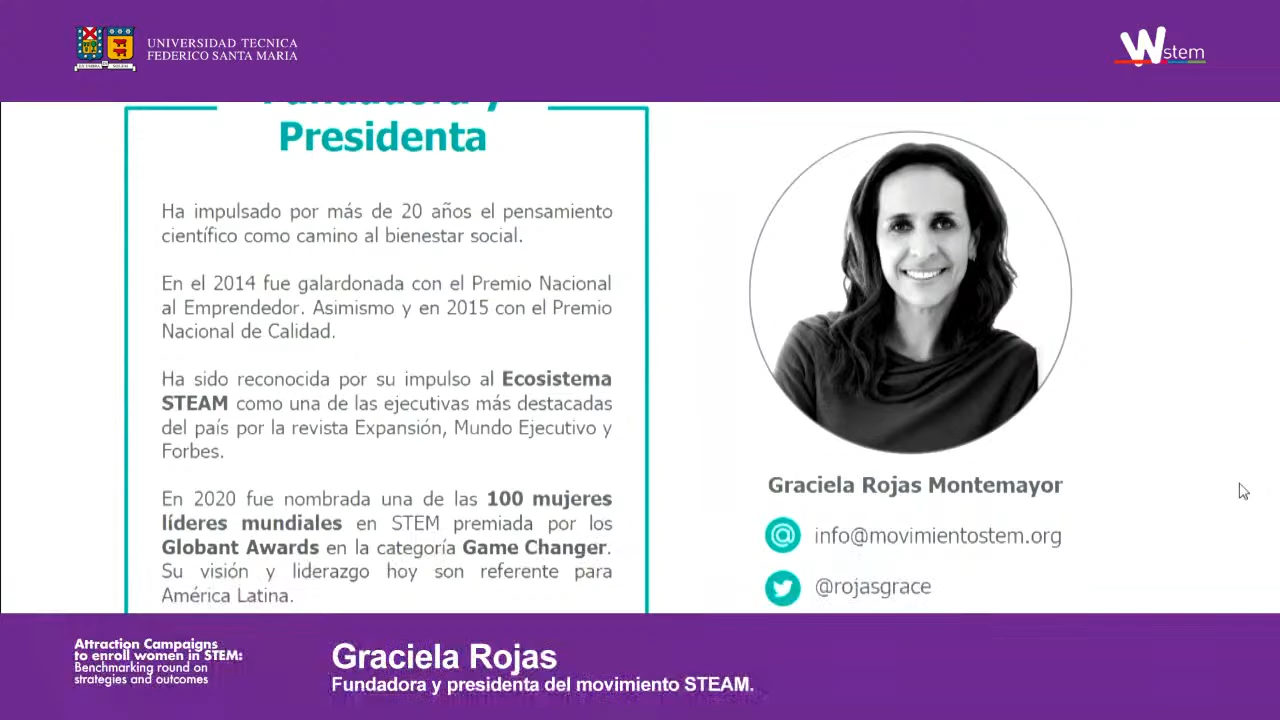 UNIVERSIDAD TECNICA
FEDERICO SANTA MARIA
Wstem
Presidenta
Ha impulsado por más de 20 años el pensamiento
científico como camino al bienestar social.
En el 2014 fue galardonada con el Premio Nacional
al Emprendedor. Asimismo y en 2015 con el Premio
Nacional de Calidad.
Ha sido reconocida por su impulso al Ecosistema
STEAM como una de las ejecutivas más destacadas
del país por la revista Expansión, Mundo Ejecutivo y
Forbes.
En 2020 fue nombrada una de las 100 mujeres
líderes mundiales en STEM premiada por los
Globant Awards en la categoría Game Changer.
Su visión y liderazgo hoy son referente para
América Latina.
Graciela Rojas Montemayor
info@movimientostem.org
@rojasgrace
Attraction Campaigns
to enroll women in STEM:
Benchmarking round on
strategies and outcomes
Graciela Rojas
Fundadora y presidenta del movimiento STEAM.